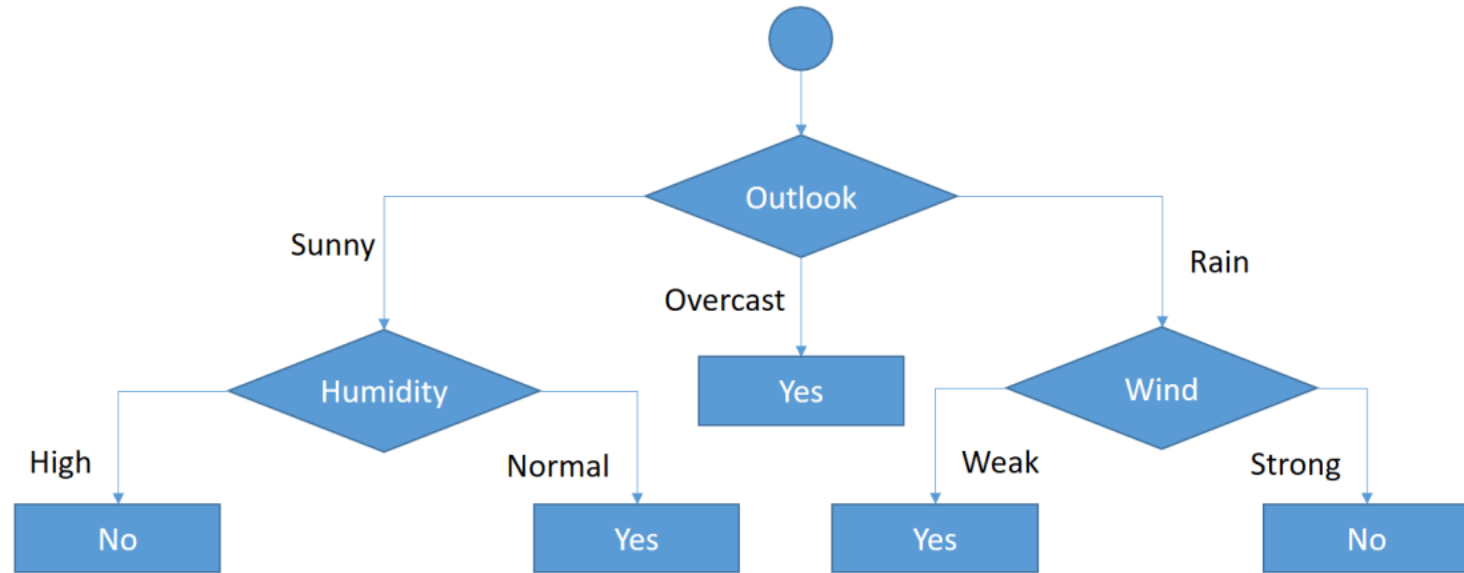 Outlook
Sunny
Rain
Overcast
Humidity
Yes
Wind
High
Normal
Weak
Strong
No
Yes
Yes
No